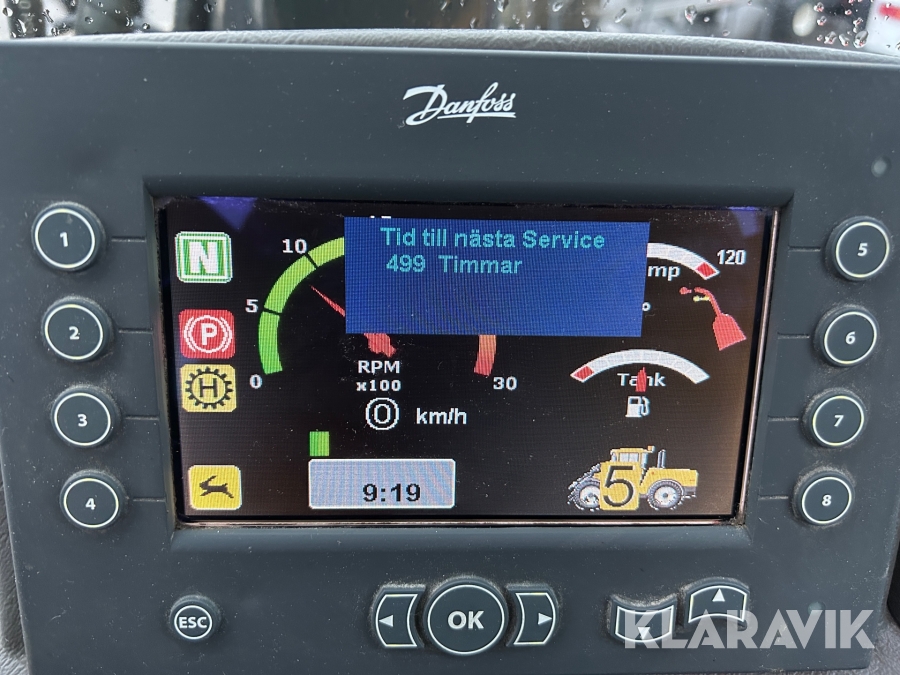 Danfoss
Tid till nästa Service
499 Timmar
10
5
0
30
RPM
x100
mp
120
Tank
N
P
H
0 km/h
9:19
5
1
2
3
4
5
6
7
8
ESC
OK
KLARAVIK